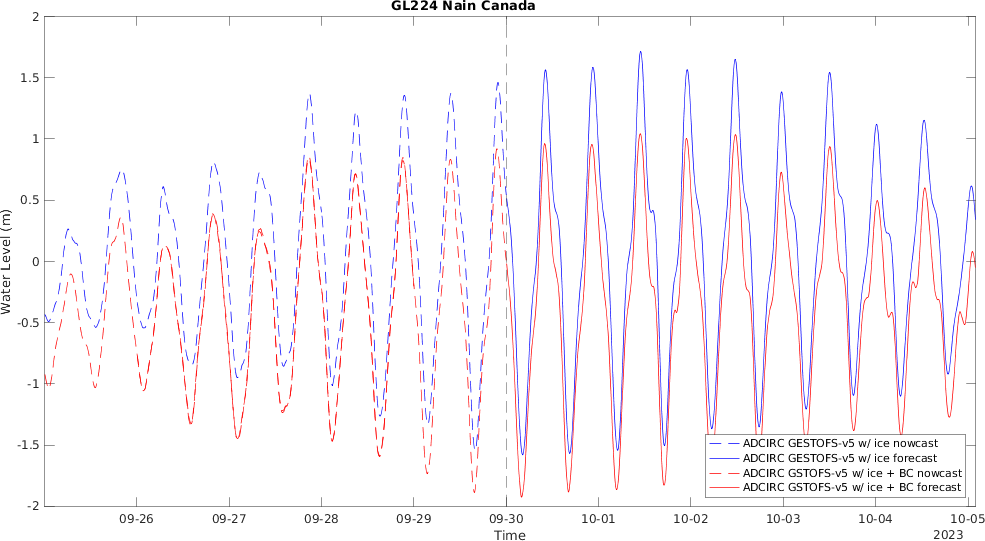 GL224 Nain Canada
2
1.5
1
0.5
0
-0.5
-1
-1.5
-2
Water Level (m)
09-26
09-27
09-28
09-29
09-30
10-01
10-02
10-03
10-04
10-05
Time
2023
ADCIRC GESTOFS-v5 w/ ice nowcast
ADCIRC GESTOFS-v5 w/ ice forecast
ADCIRC GSTOFS-v5 w/ ice + BC nowcast
ADCIRC GSTOFS-v5 w/ ice + BC forecast